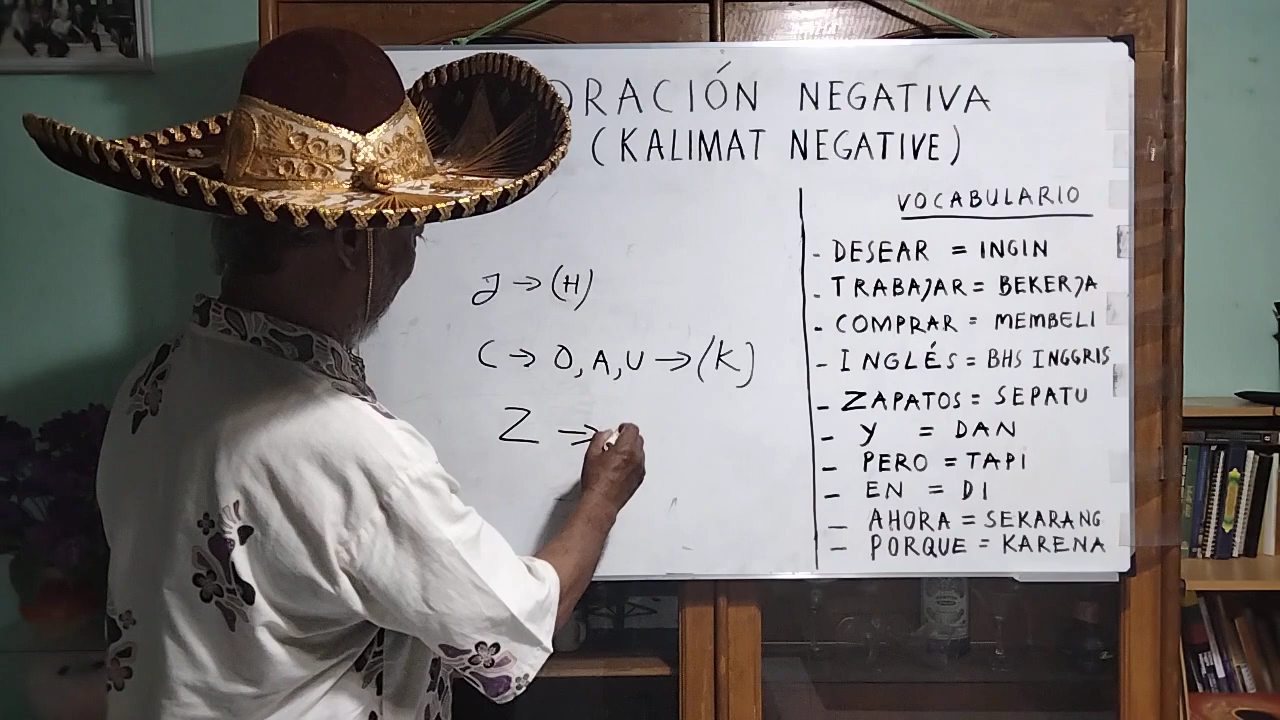 ORACIÓN NEGATIVA
(KALIMAT NEGATIVE)
J → (H)
C → O, A, U → (K)
Z →
VOCABULARIO
- DESEAR = INGIN
- TRABAJAR = BEKERJA
- COMPRAR = MEMBELI
- INGLÉS = BHS INGGRIS
- ZAPATOS = SEPATU
- Y = DAN
- PERO = TAPI
- EN = DI
- AHORA = SEKARANG
- PORQUE = KARENA